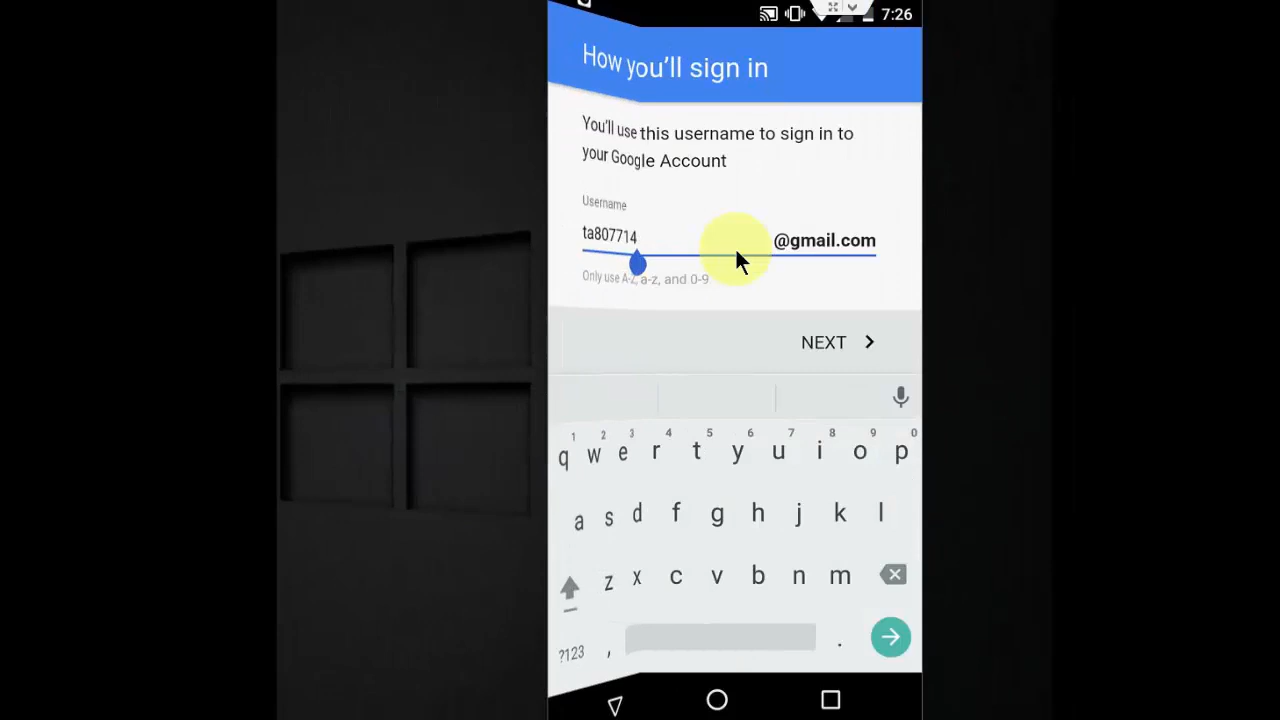 7:26
How you'll sign in
You'll use this username to sign in to
your Google Account
Username
ta807714 @gmail.com
Only use A-Z, a-z, and 0-9
NEXT
1 2 3 4 5 6 7 8 9 0
q w e r t y u i o p
a s d f g h j k l
z x c v b n m
?123 , .